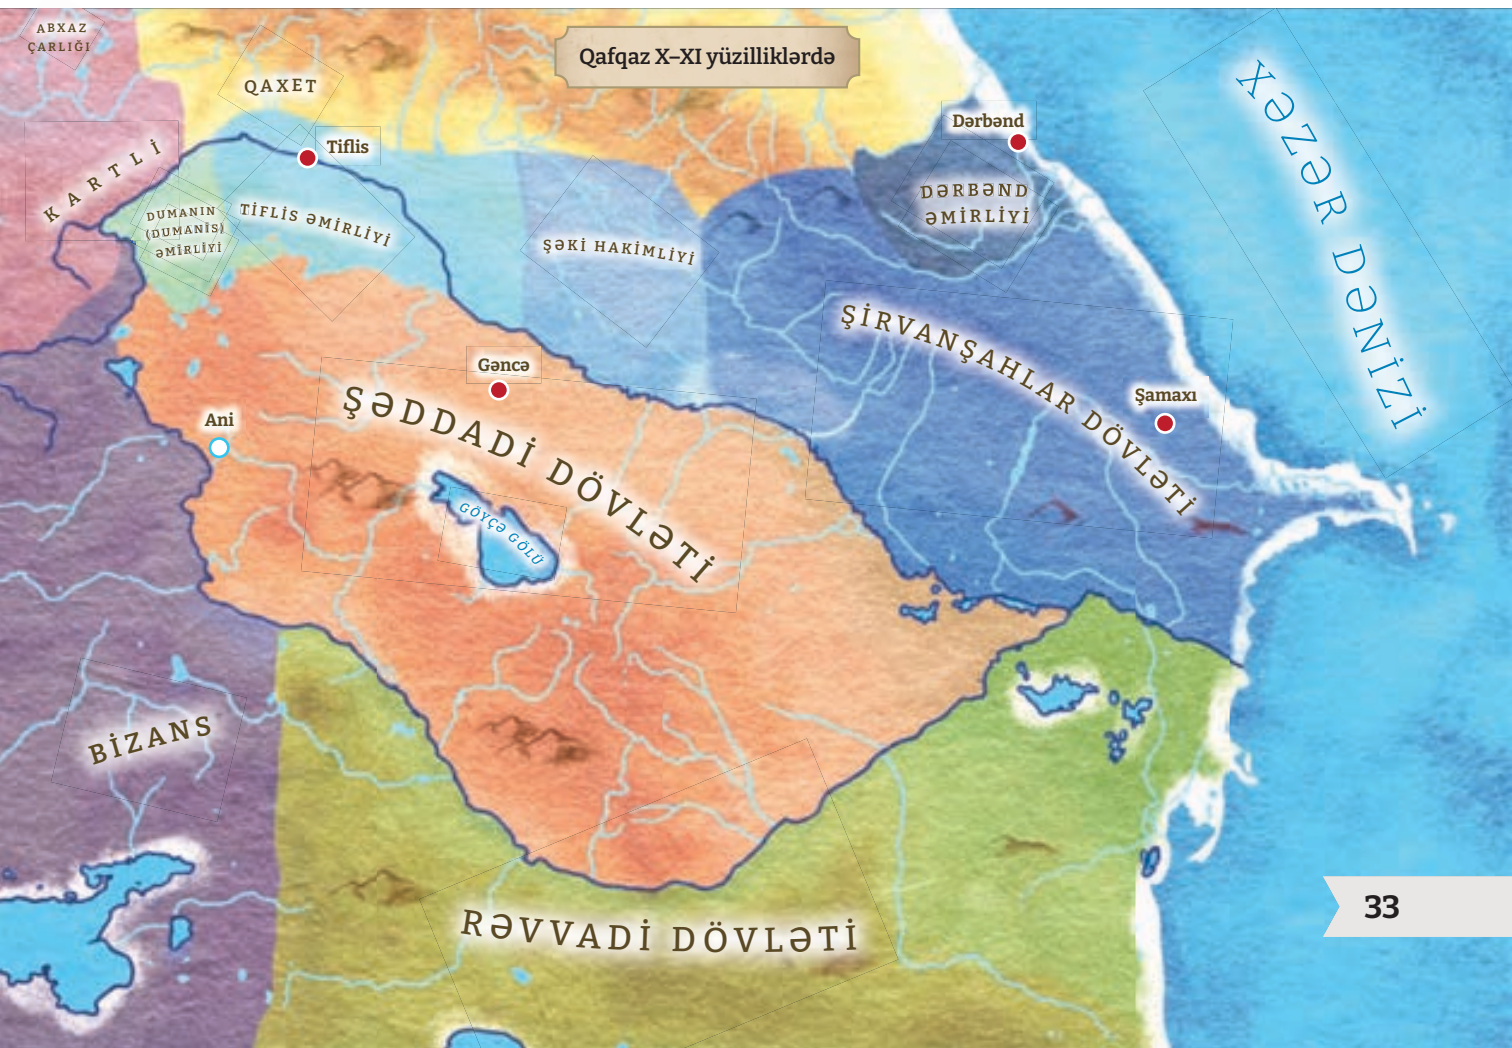 Qafqaz X–XI yüzilliklərdə
ABXAZ
ÇARLIĞI
QAXET
KARTLİ
Tiflis
DUMANIN
(DUMANİS)
ƏMİRLİYİ
TİFLİS ƏMİRLİYİ
ŞƏKİ HAKİMLİYİ
Dərbənd
DƏRBƏND
ƏMİRLİYİ
XƏZƏR DƏNİZİ
ŞİRVANŞAHLAR DÖVLƏTİ
Şamaxı
Gəncə
ŞƏDDADİ DÖVLƏTİ
Ani
GÖYÇƏ GÖLÜ
BİZANS
RƏVVADİ DÖVLƏTİ
33